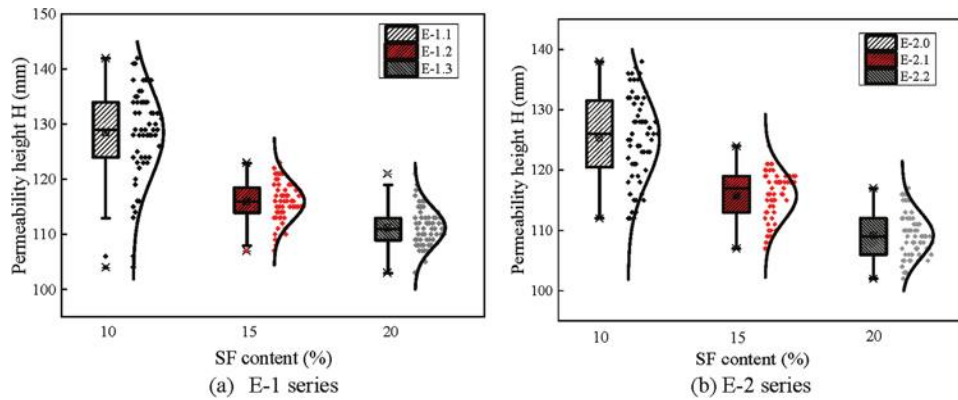 150
140
130
120
110
100
Permeability height H (mm)
E-1.1
E-1.2
E-1.3
10
15
20
SF content (%)
(a) E-1 series
140
130
120
110
100
Permeability height H (mm)
E-2.0
E-2.1
E-2.2
10
15
20
SF content (%)
(b) E-2 series